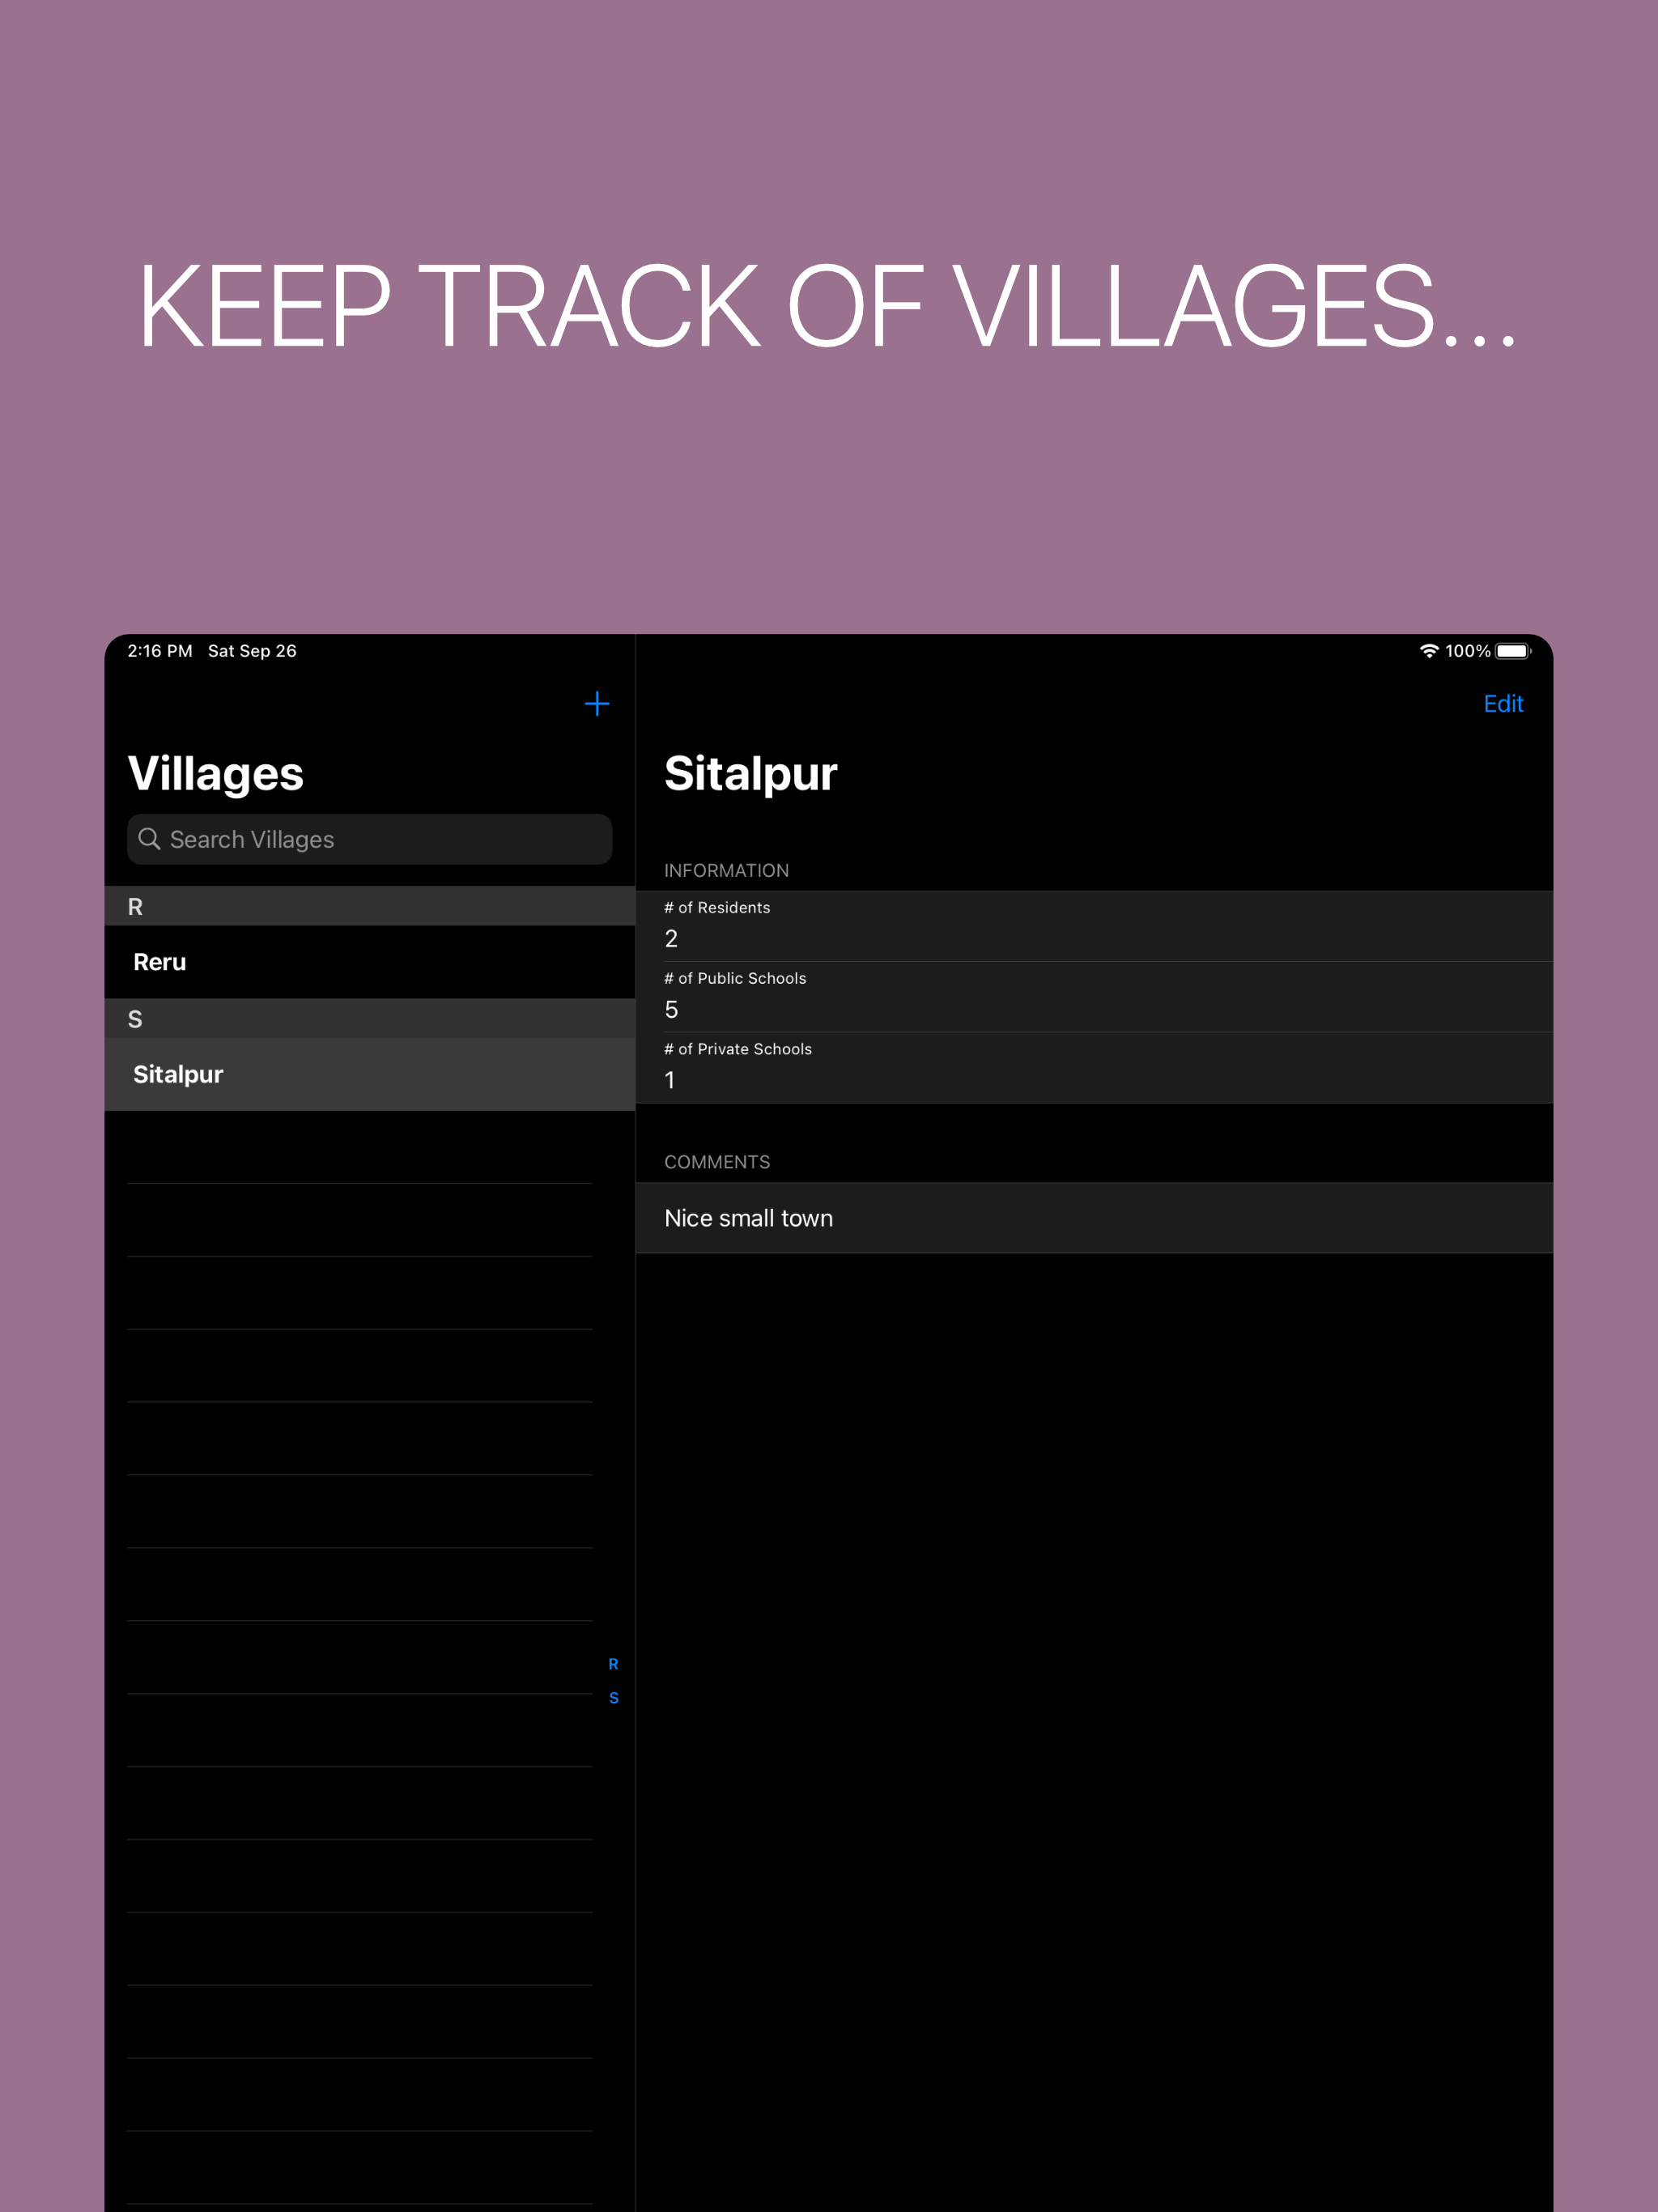 KEEP TRACK OF VILLAGES...
2:16 PM Sat Sep 26
100%
Villages
Search Villages
R
Reru
S
Sitalpur
R
S
Edit
Sitalpur
INFORMATION
# of Residents
2
# of Public Schools
5
# of Private Schools
1
COMMENTS
Nice small town